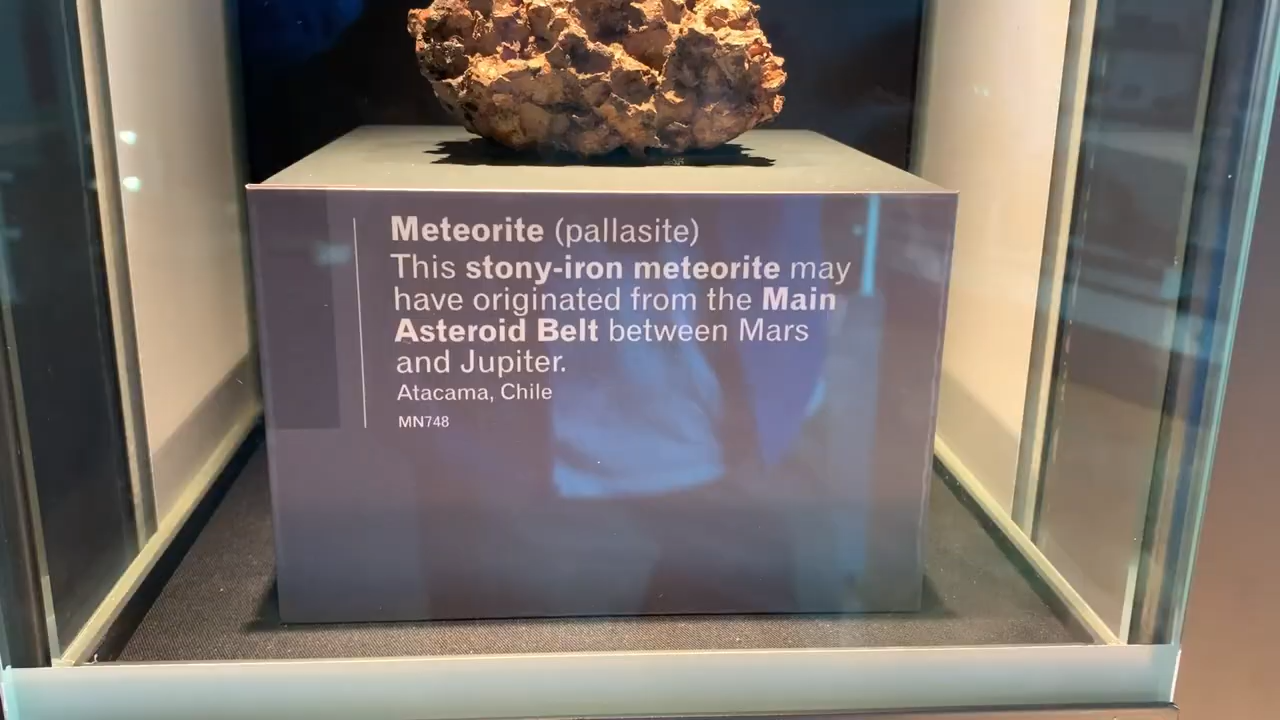 Meteorite (pallasite)
This stony-iron meteorite may
have originated from the Main
Asteroid Belt between Mars
and Jupiter.
Atacama, Chile
MN748